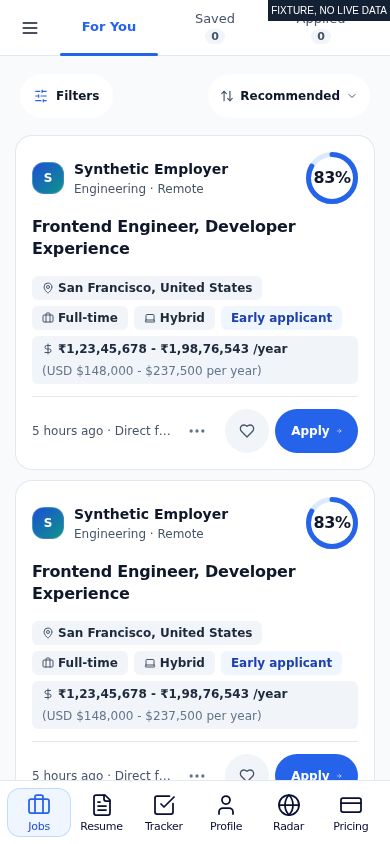 FIXTURE, NO LIVE DATA
For You
Saved
0
Applied
0
Filters
Recommended
S
Synthetic Employer
Engineering · Remote
83%
Frontend Engineer, Developer
Experience
San Francisco, United States
Full-time
Hybrid
Early applicant
₹1,23,45,678 - ₹1,98,76,543 /year
(USD $148,000 - $237,500 per year)
5 hours ago · Direct f...
Apply
S
Synthetic Employer
Engineering · Remote
83%
Frontend Engineer, Developer
Experience
San Francisco, United States
Full-time
Hybrid
Early applicant
₹1,23,45,678 - ₹1,98,76,543 /year
(USD $148,000 - $237,500 per year)
5 hours ago · Direct f...
Apply
Jobs
Resume
Tracker
Profile
Radar
Pricing